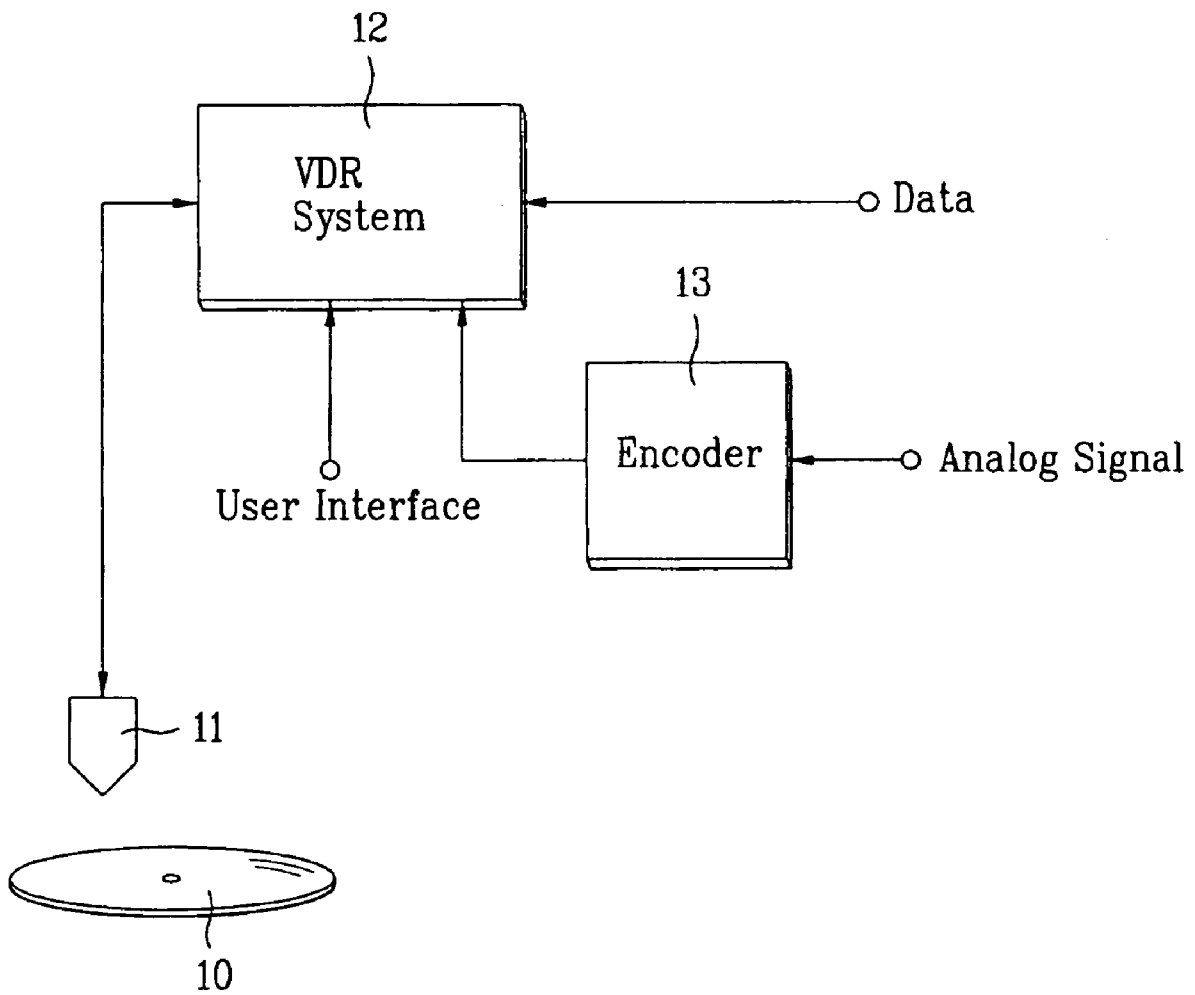 12
VDR
System
Data
13
Encoder
Analog Signal
User Interface
11
10